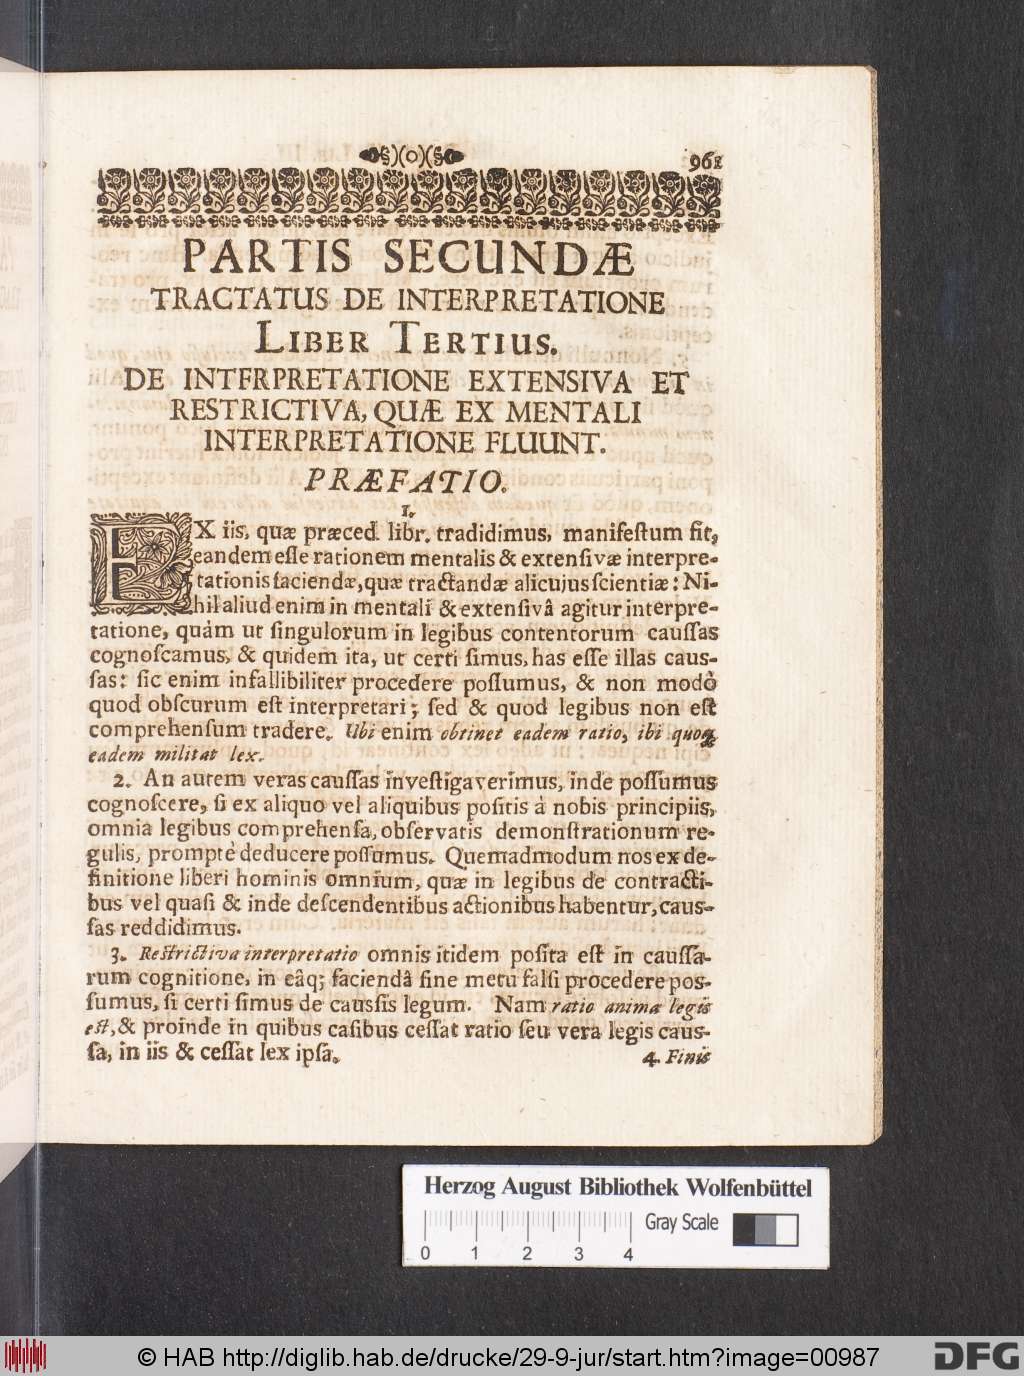 961
PARTIS SECUNDÆ
TRACTATUS DE INTERPRETATIONE
LIBER TERTIUS.
DE INTFRPRETATIONE EXTENSIVA ET
RESTRICTIVA, QUÆ EX MENTALI
INTERPRETATIONE FLUUNT.
PRÆFATIO.
1.
EX iis, quæ præced. libr. tradidimus, manifeſtum fit,
eandem eſſe rationem mentalis & extenſivæ interpre-
tationis faciendæ, quæ tractandæ alicujus ſcientiæ: Ni-
hil aliud enim in mentali & extenſivâ agitur interpre-
tatione, quàm ut ſingulorum in legibus contentorum cauſſas
cognoſcamus, & quidem ita, ut certi ſimus, has eſſe illas cauſ-
ſas: ſic enim infallibiliter procedere poſſumus, & non modò
quod obſcurum eſt interpretari; ſed & quod legibus non eſt
comprehenſum tradere. Ubi enim obtinet eadem ratio, ibi quoq;
eadem militat lex.
2. An autem veras cauſſas inveſtigaverimus, inde poſſumus
cognoſcere, ſi ex aliquo vel aliquibus poſitis à nobis principiis,
omnia legibus comprehenſa, obſervatis demonſtrationum re-
gulis, promptè deducere poſſumus. Quemadmodum nos ex de-
finitione liberi hominis omnium, quæ in legibus de contracti-
bus vel quaſi & inde deſcendentibus actionibus habentur, cauſ-
ſas reddidimus.
3. Reſtrictiva interpretatio omnis itidem poſita eſt in cauſſa-
rum cognitione, in eâq; faciendâ ſine metu falſi procedere poſ-
ſumus, ſi certi ſimus de cauſſis legum. Nam ratio anima legis
eſt, & proinde in quibus caſibus ceſſat ratio ſeu vera legis cauſ-
ſa, in iis & ceſſat lex ipſa.
4. Finis
Herzog August Bibliothek Wolfenbüttel
Gray Scale
0 1 2 3 4
© HAB http://diglib.hab.de/drucke/29-9-jur/start.htm?image=00987
DFG